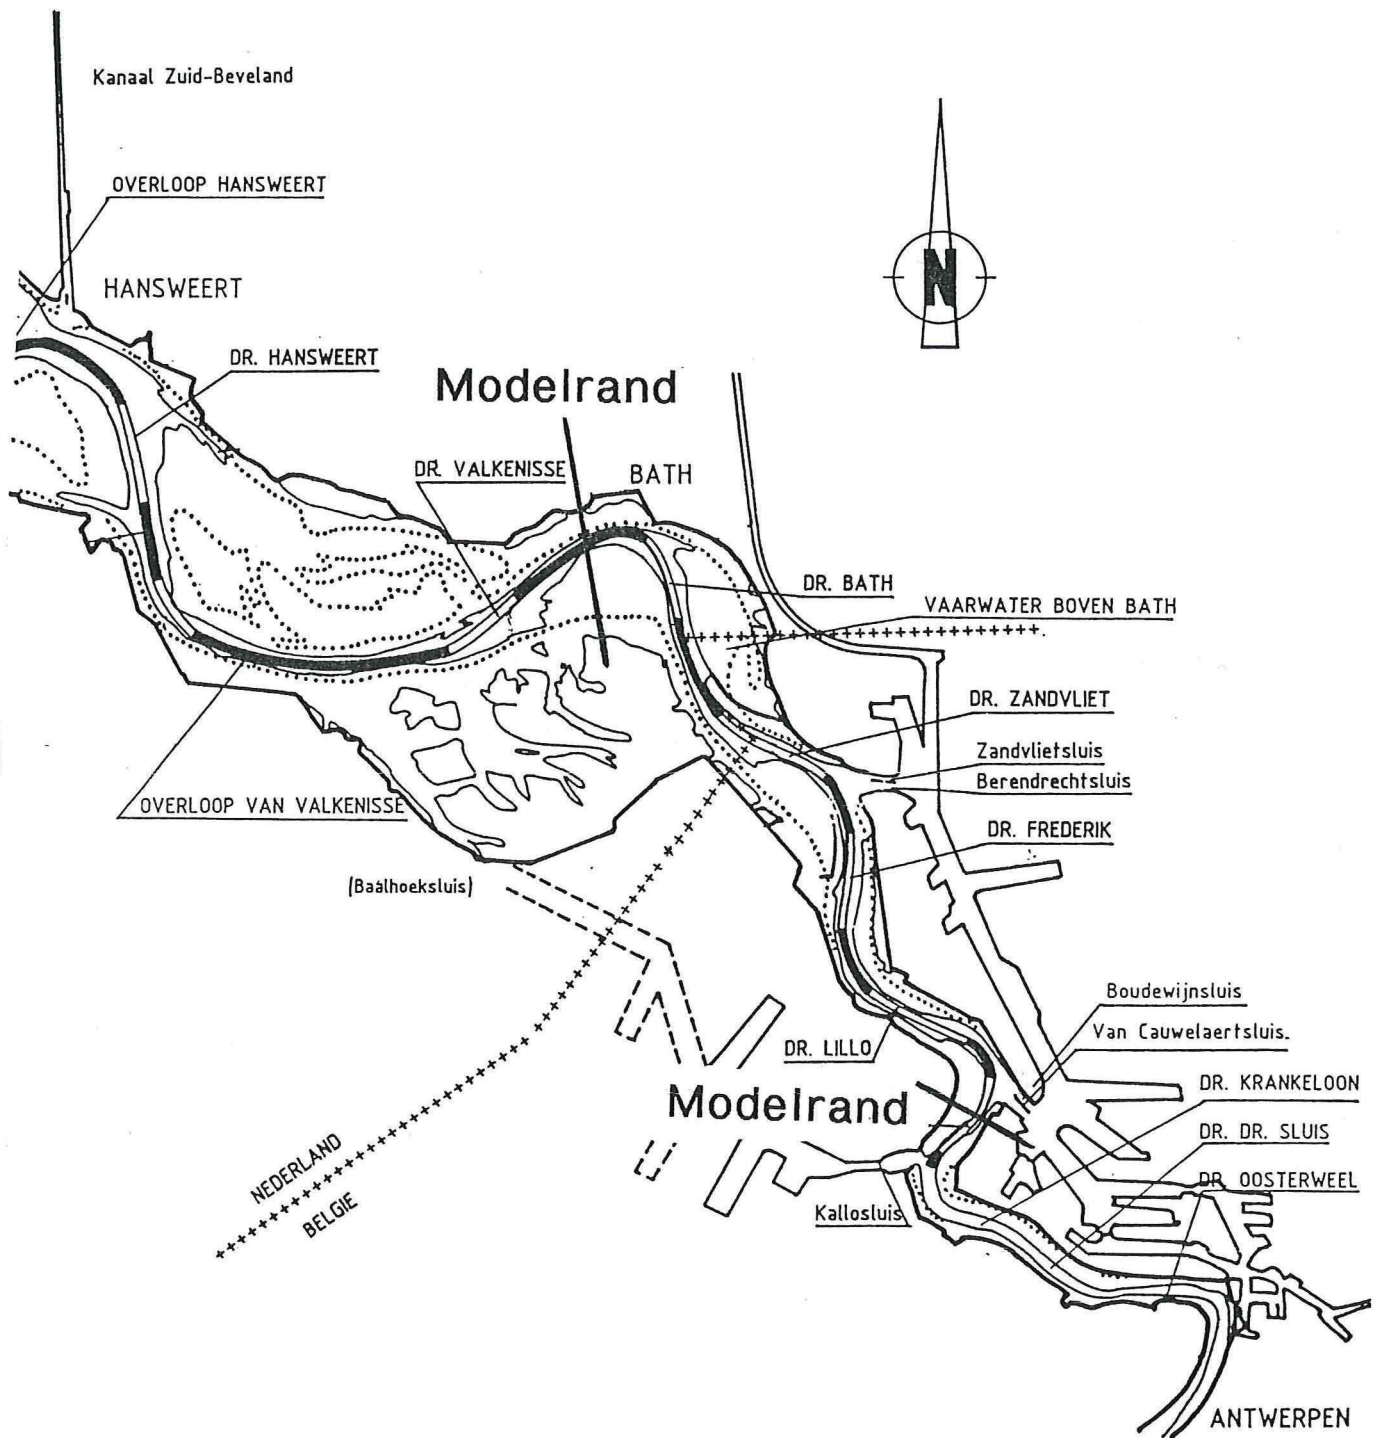 Kanaal Zuid-Beveland
OVERLOOP HANSWEERT
N
HANSWEERT
DR. HANSWEERT
Modelrand
DR. VALKENISSE
BATH
DR. BATH
VAARWATER BOVEN BATH
DR. ZANDVLIET
Zandvlietsluis
Berendrechtsluis
OVERLOOP VAN VALKENISSE
DR. FREDERIK
(Baalhoeksluis)
Boudewijnsluis
Van Cauwelaertsluis.
DR. LILLO
DR. KRANKELOON
Modelrand
DR. DR. SLUIS
NEDERLAND
DR. OOSTERWEEL
BELGIE
Kallosluis
ANTWERPEN